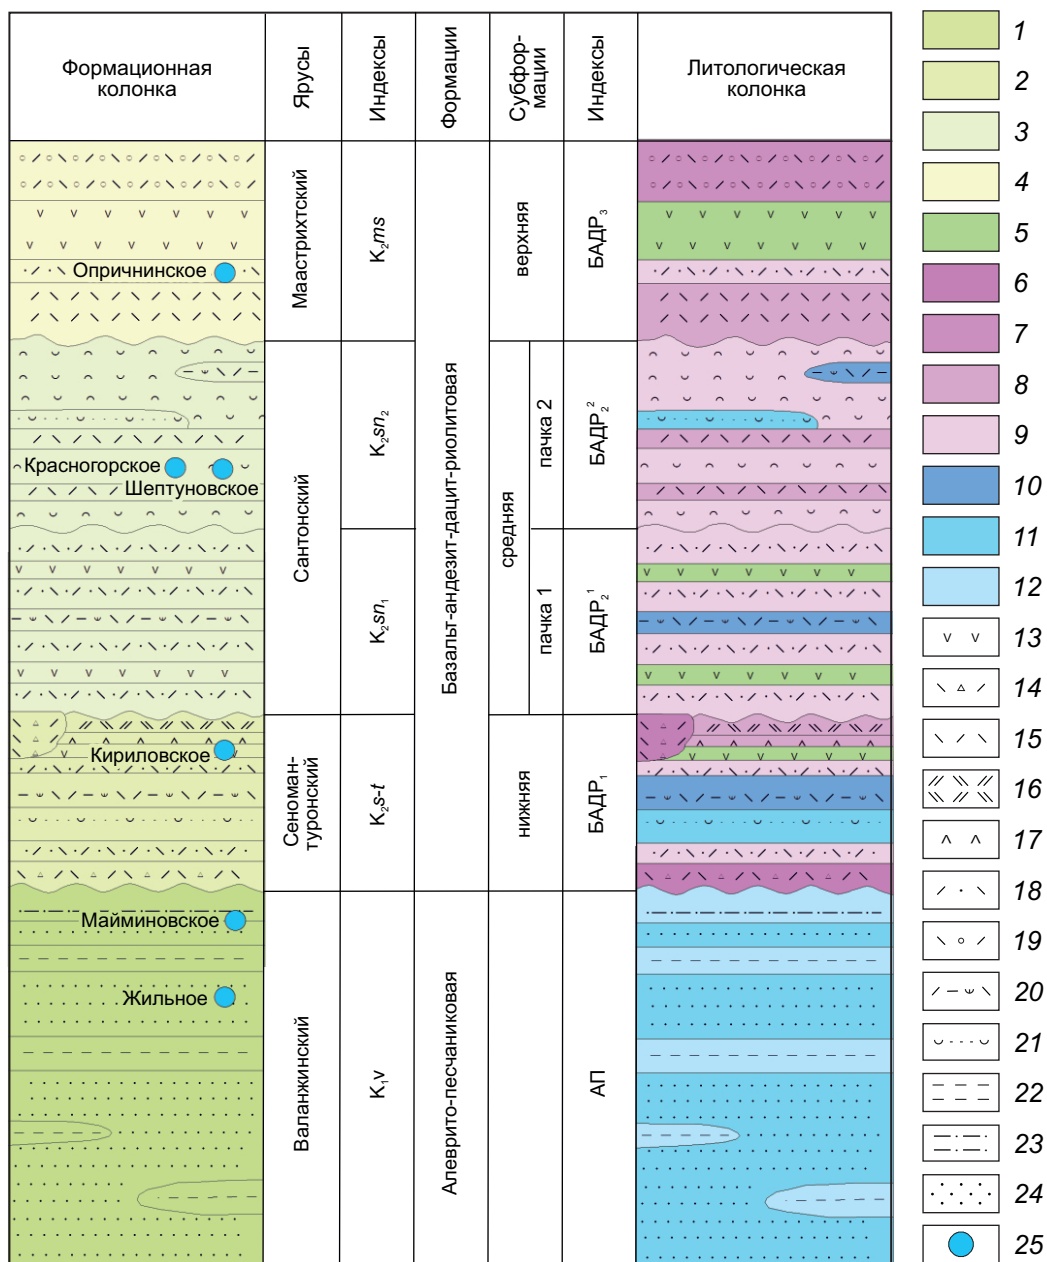 Формационная
колонка
Ярусы
Индексы
Формации
Субфор-
мации
Индексы
Литологическая
колонка
Опричнинское
Маастрихтский
K₂ms
верхняя
БАДР₃
Красногорское
Шептуновское
Сантонский
K₂sn₂
Базальт-андезит-дацит-риолитовая
средняя
пачка 2
БАДР₂²
K₂sn₁
пачка 1
БАДР₂¹
Кириловское
Сеноман-
туронский
K₂s-t
нижняя
БАДР₁
Майминовское
Жильное
Валанжинский
K₁v
Алеврито-песчаниковая
АП
1
2
3
4
5
6
7
8
9
10
11
12
13
14
15
16
17
18
19
20
21
22
23
24
25